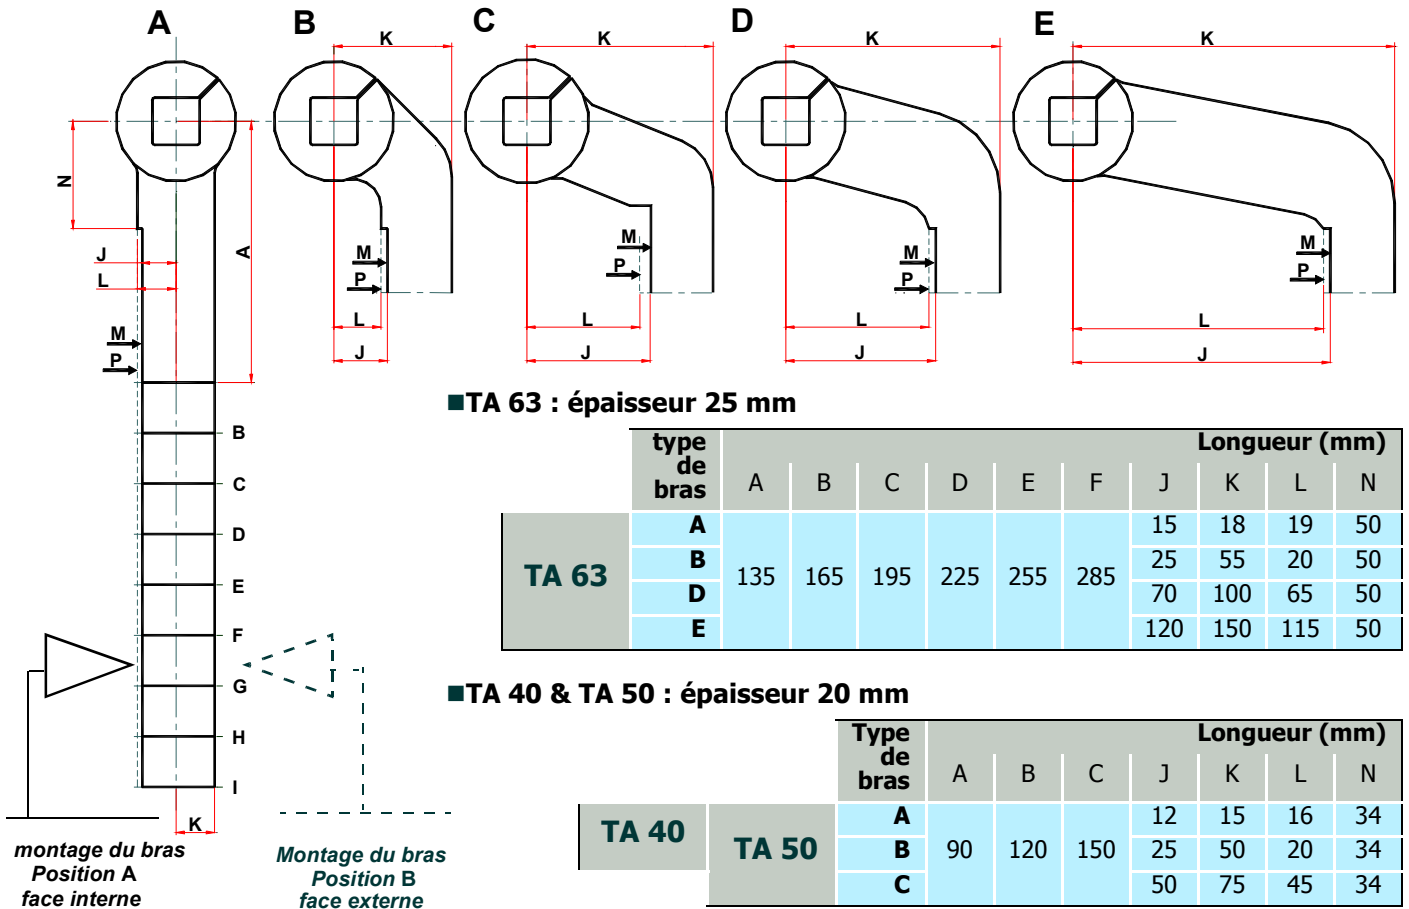 A B C D E
K K K K
N
A
J
L
M
P
M
P
L
J
M
P
L
J
M
P
L
J
M
P
L
J
B
C
D
E
F
G
H
I
K
montage du bras
Position A
face interne
Montage du bras
Position B
face externe
■TA 63 : épaisseur 25 mm
type de bras Longueur (mm)
A B C D E F J K L N
TA 63 135 165 195 225 255 285
A 15 18 19 50
B 25 55 20 50
D 70 100 65 50
E 120 150 115 50
■TA 40 & TA 50 : épaisseur 20 mm
Type de bras Longueur (mm)
A B C J K L N
TA 40 TA 50 90 120 150
A 12 15 16 34
B 25 50 20 34
C 50 75 45 34